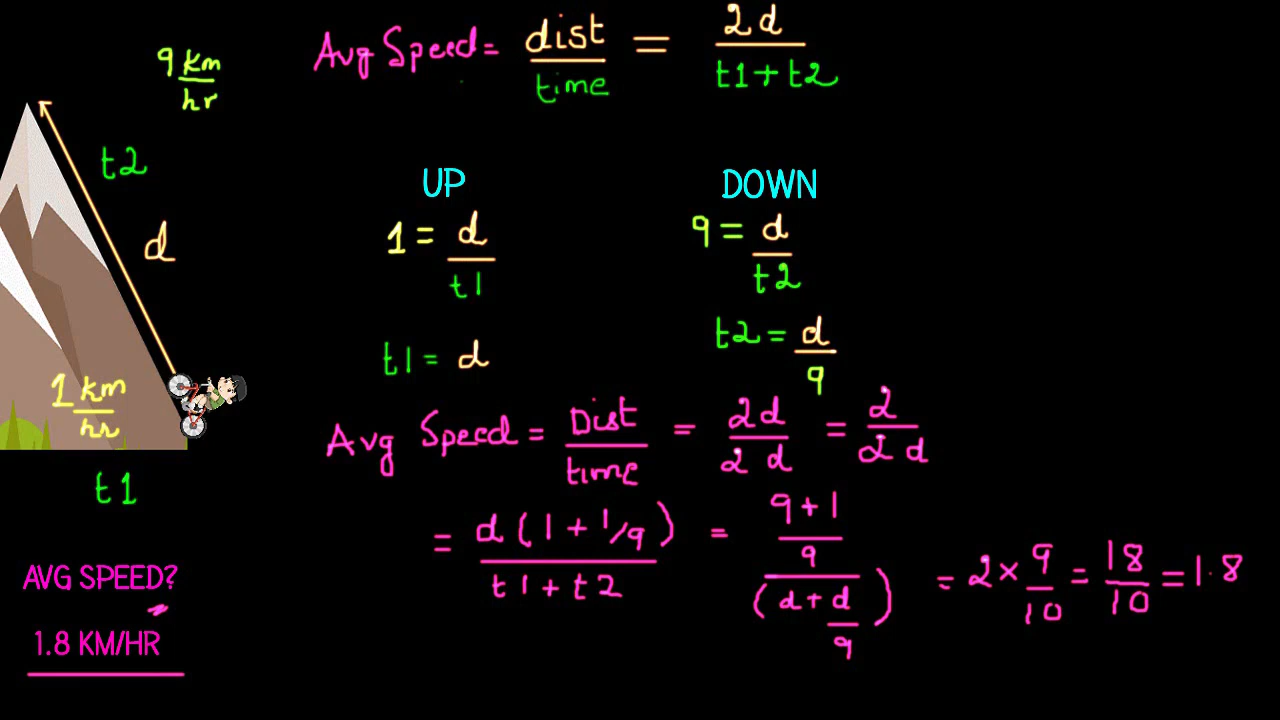 Avg Speed = dist/time = 2d/t1+t2
9 km/hr
t2
d
1 km/hr
t1
UP
1 = d/t1
t1 = d
DOWN
9 = d/t2
t2 = d/9
Avg Speed = Dist/time = 2d/2 d = 2/2 d
= d(1+1/9)/t1+t2 = 9+1/9/(d+d/9) = 2×9/10 = 18/10 = 1.8
AVG SPEED?
1.8 KM/HR